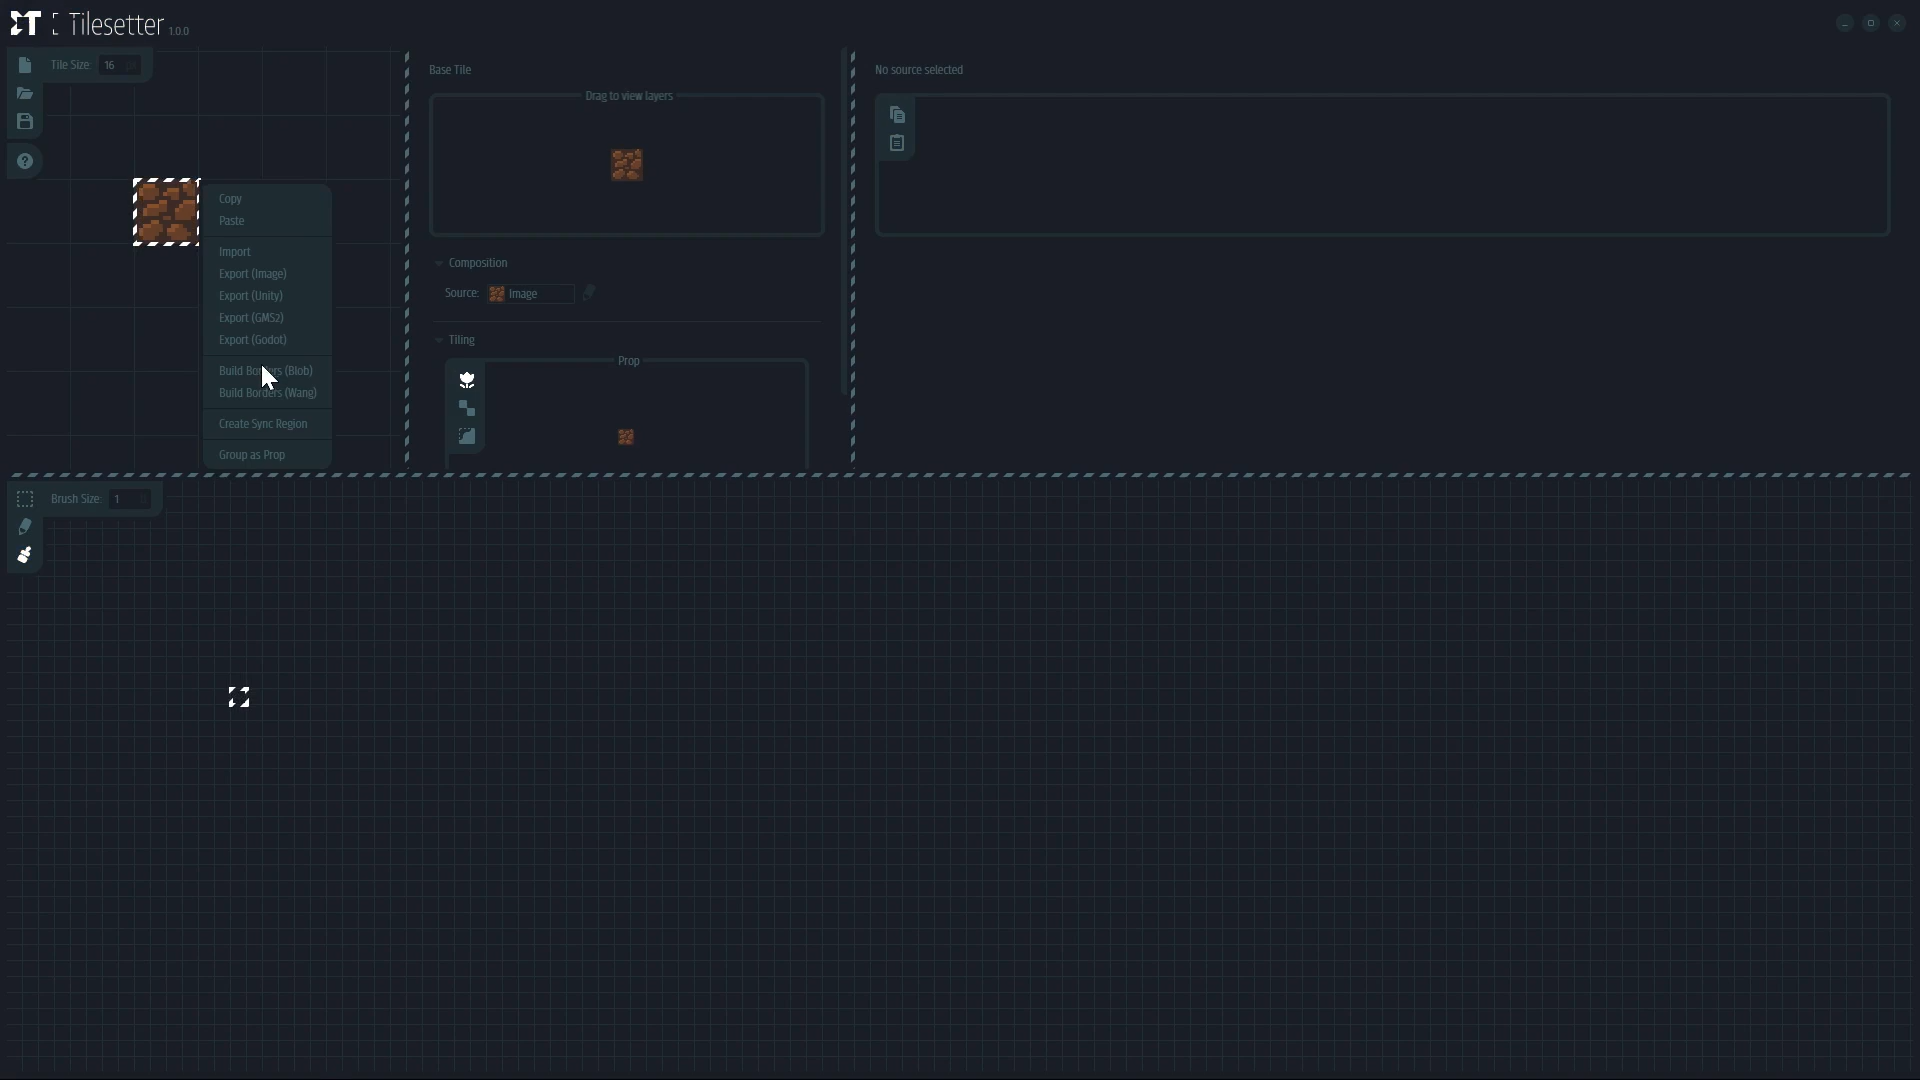 Tilesetter 1.0.0
Tile Size: 16 px
Base Tile
No source selected
Drag to view layers
Copy
Paste
Import
Export (Image)
Export (Unity)
Export (GMS2)
Export (Godot)
Build Borders (Blob)
Build Borders (Wang)
Create Sync Region
Group as Prop
Composition
Source: Image
Tiling
Prop
Brush Size: 1